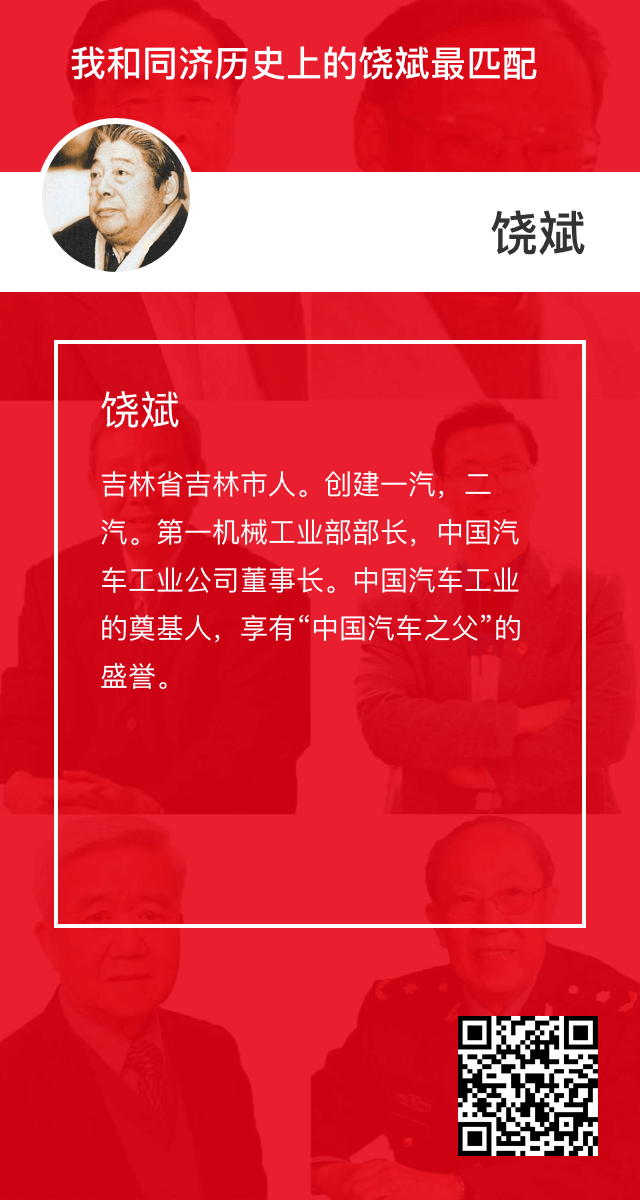 我和同济历史上的饶斌最匹配
饶斌
饶斌
吉林省吉林市人。创建一汽，二
汽。第一机械工业部部长，中国汽
车工业公司董事长。中国汽车工业
的奠基人，享有“中国汽车之父”的
盛誉。